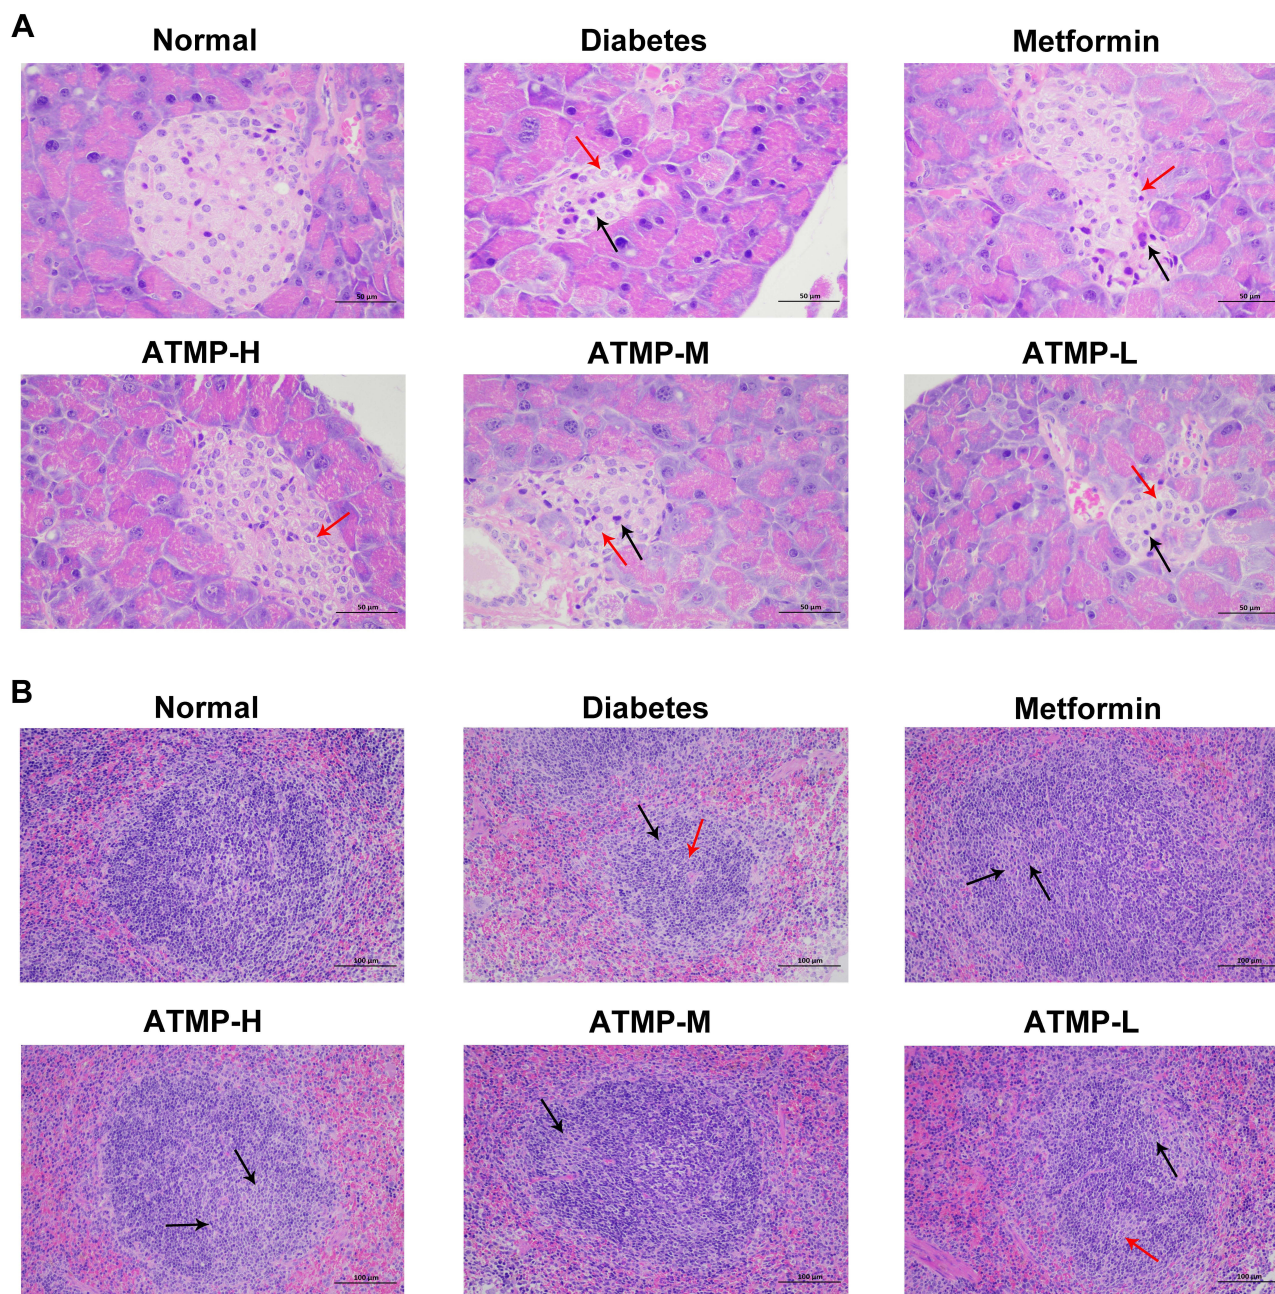 A
Normal
Diabetes
Metformin
50 µm
50 µm
50 µm
ATMP-H
ATMP-M
ATMP-L
50 µm
50 µm
50 µm
B
Normal
Diabetes
Metformin
100 µm
100 µm
100 µm
ATMP-H
ATMP-M
ATMP-L
100 µm
100 µm
100 µm